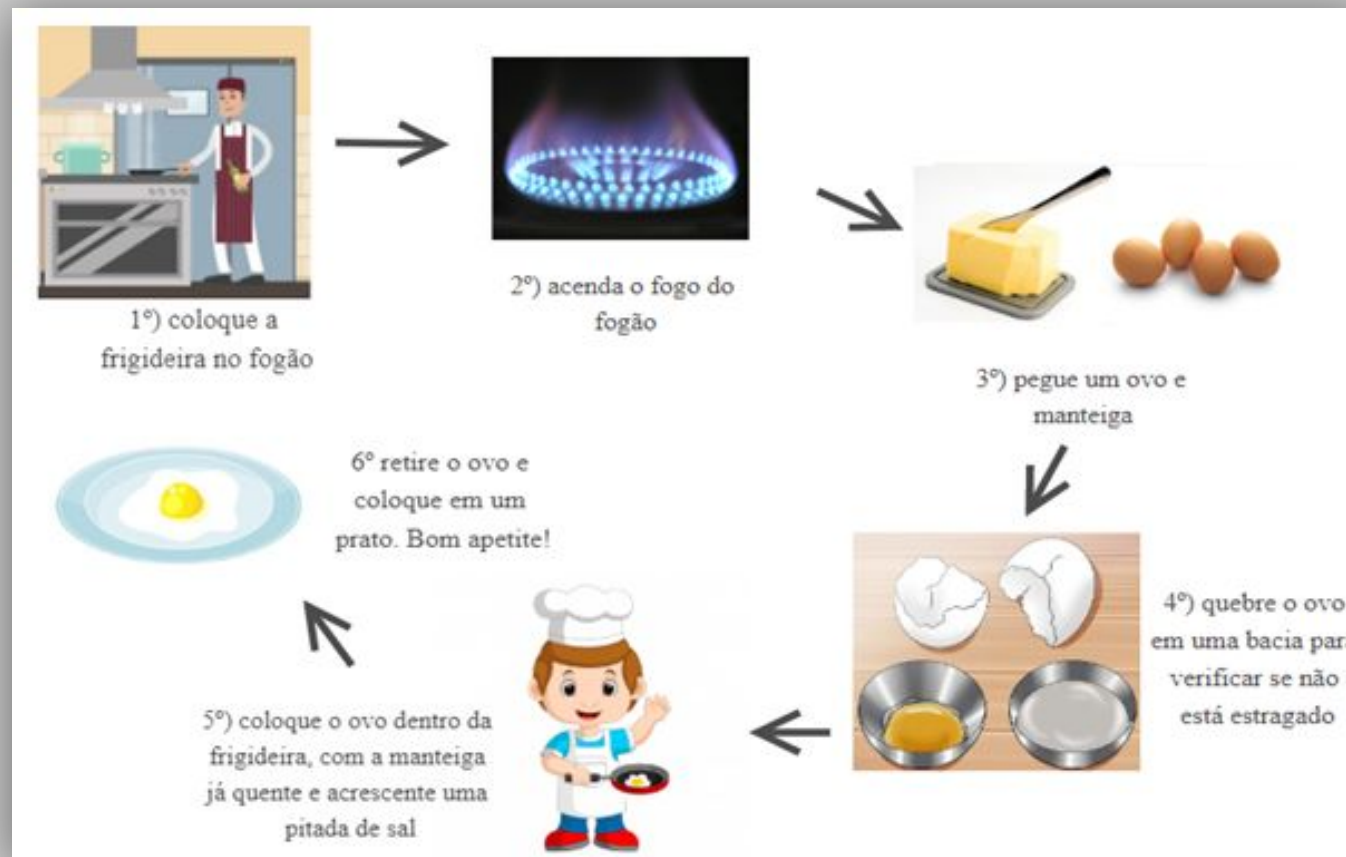 1º) coloque a
frigideira no fogão
2º) acenda o fogo do
fogão
3º) pegue um ovo e
manteiga
4º) quebre o ovo
em uma bacia para
verificar se não
está estragado
5º) coloque o ovo dentro da
frigideira, com a manteiga
já quente e acrescente uma
pitada de sal
6º retire o ovo e
coloque em um
prato. Bom apetite!